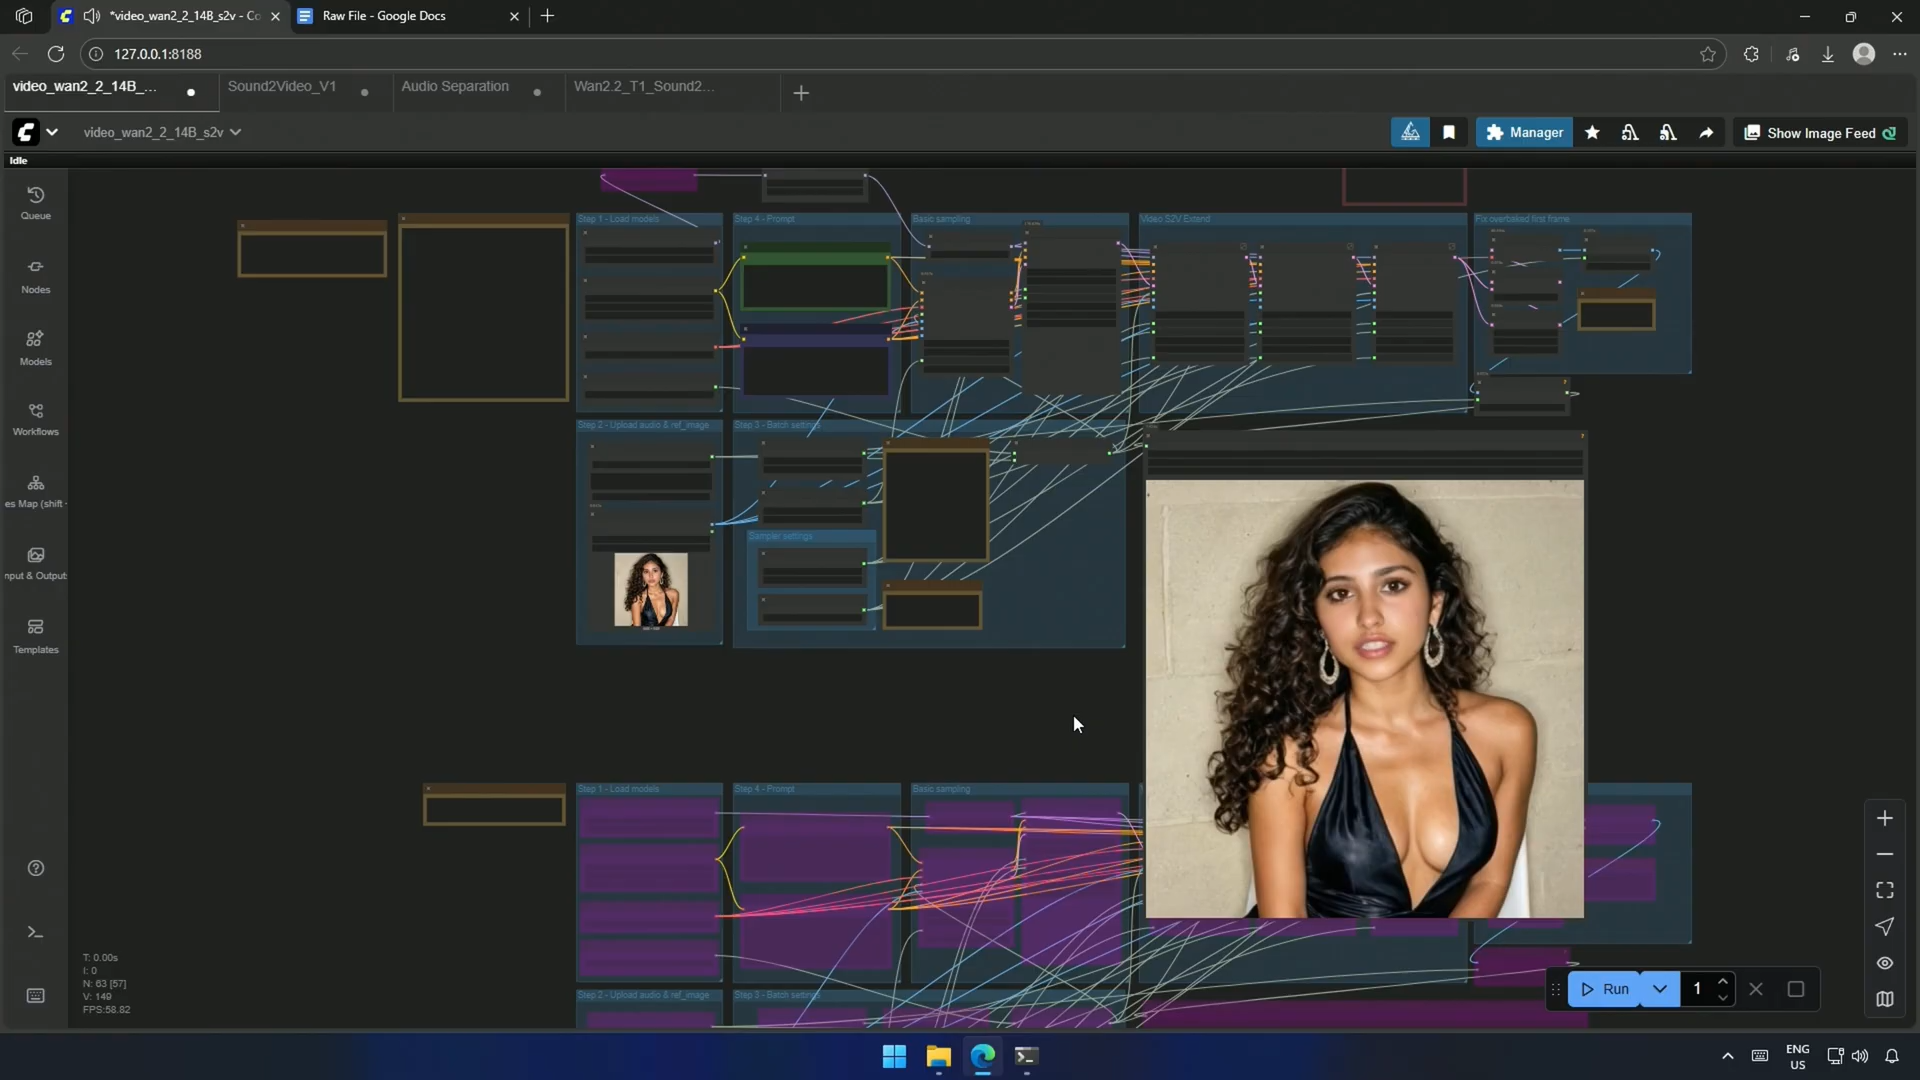 *video_wan2_2_14B_s2v - Co
Raw File - Google Docs
127.0.0.1:8188
video_wan2_2_14B_...
Sound2Video_V1
Audio Separation
Wan2.2_T1_Sound2...
video_wan2_2_14B_s2v
Manager
Show Image Feed
Idle
Queue
Nodes
Models
Workflows
es Map (shift
nput & Output
Templates
Step 1 - Load models
Step 4 - Prompt
Basic sampling
Video S2V Extend
Fix overbaked first frame
Step 2 - Upload audio & ref_image
Step 3 - Batch settings
Sampler settings
Step 1 - Load models
Step 4 - Prompt
Basic sampling
Step 2 - Upload audio & ref_image
Step 3 - Batch settings
T: 0.00s
I: 0
N: 63 [57]
V: 149
FPS:58.82
Run
1
ENG
US